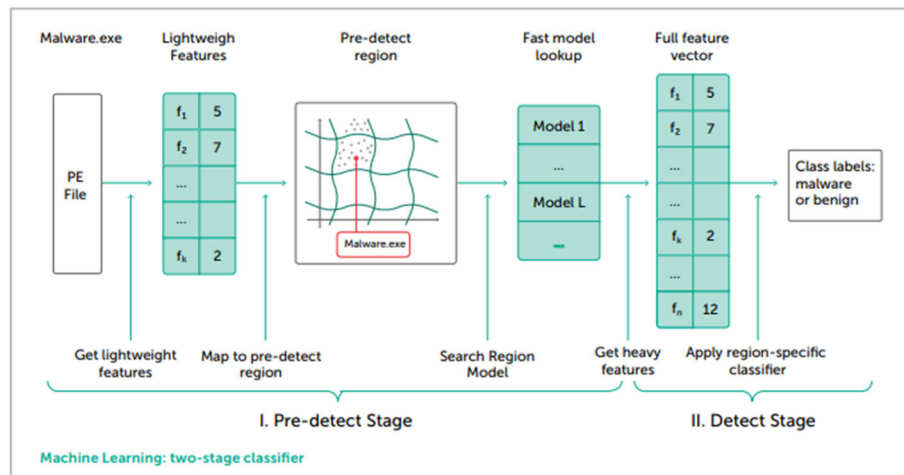 Malware.exe
Lightweigh
Features
Pre-detect
region
Fast model
lookup
Full feature
vector
PE
File
f₁ 5
f₂ 7
...
...
fₖ 2
Malware.exe
Model 1
...
Model L
...
f₁ 5
f₂ 7
...
...
fₖ 2
...
fₙ 12
Class labels:
malware
or benign
Get lightweight
features
Map to pre-detect
region
Search Region
Model
Get heavy
features
Apply region-specific
classifier
I. Pre-detect Stage
II. Detect Stage
Machine Learning: two-stage classifier